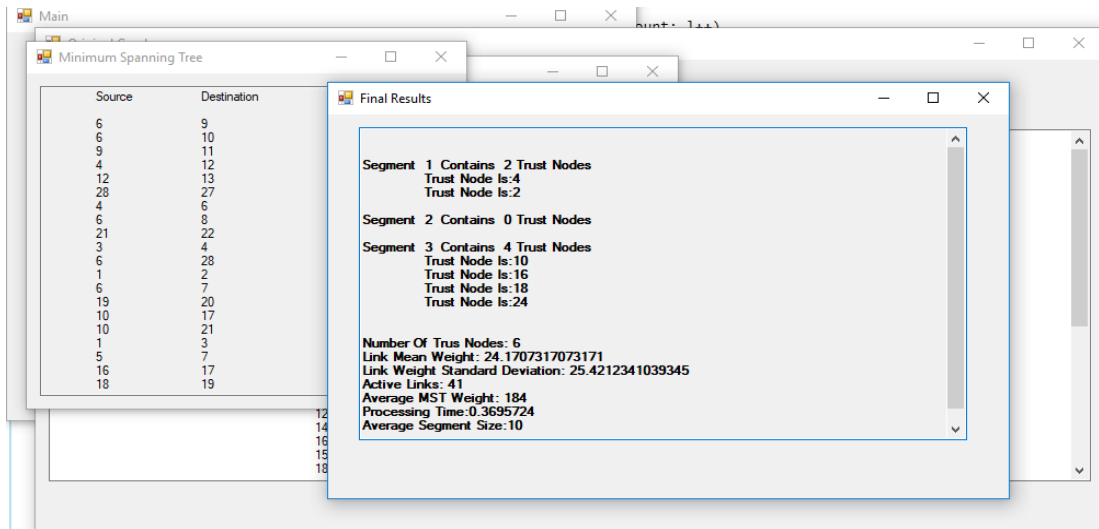 Main
ount; l++)
Minimum Spanning Tree
Source Destination
6 9
6 10
9 11
4 12
12 13
28 27
4 6
6 8
21 22
3 4
6 28
1 2
6 7
19 20
10 17
10 21
1 3
5 7
16 17
18 19
Final Results
Segment 1 Contains 2 Trust Nodes
Trust Node Is:4
Trust Node Is:2
Segment 2 Contains 0 Trust Nodes
Segment 3 Contains 4 Trust Nodes
Trust Node Is:10
Trust Node Is:16
Trust Node Is:18
Trust Node Is:24
Number Of Trus Nodes: 6
Link Mean Weight: 24.1707317073171
Link Weight Standard Deviation: 25.4212341039345
Active Links: 41
Average MST Weight: 184
Processing Time:0.3695724
Average Segment Size:10
12
14
16
15
18